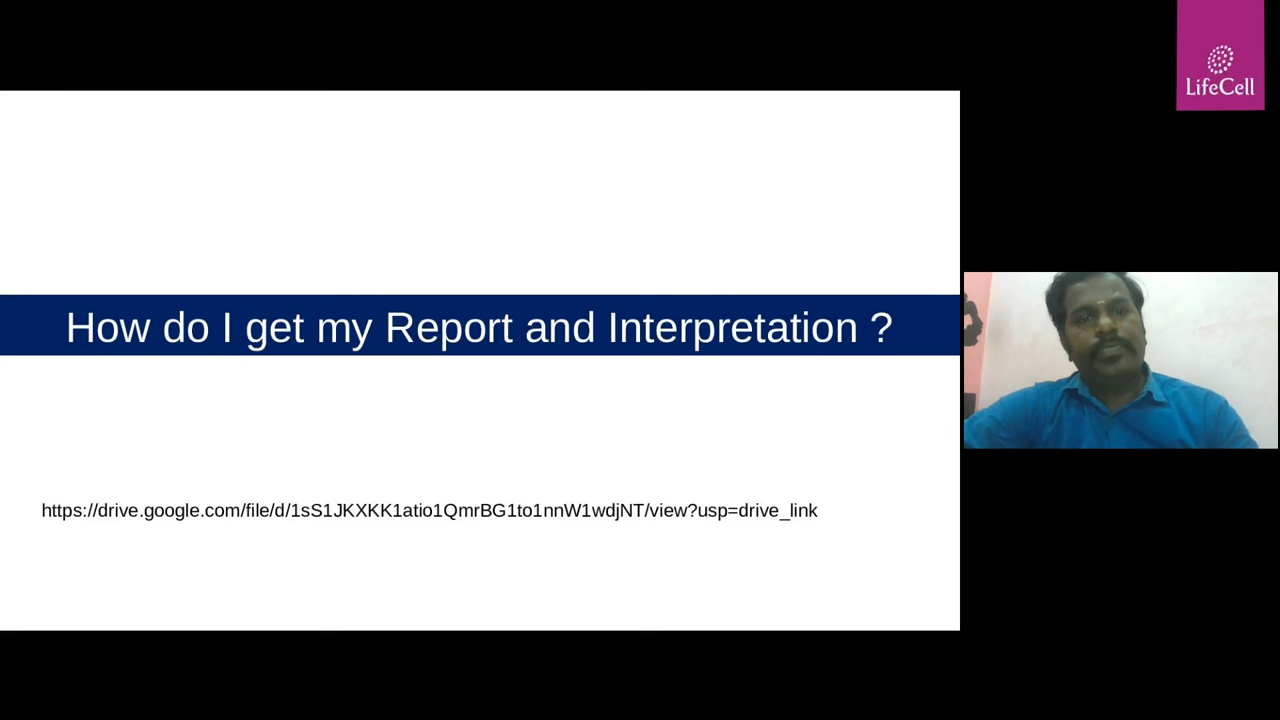 LifeCell
How do I get my Report and Interpretation ?
https://drive.google.com/file/d/1sS1JKXKK1atio1QmrBG1to1nnW1wdjNT/view?usp=drive_link